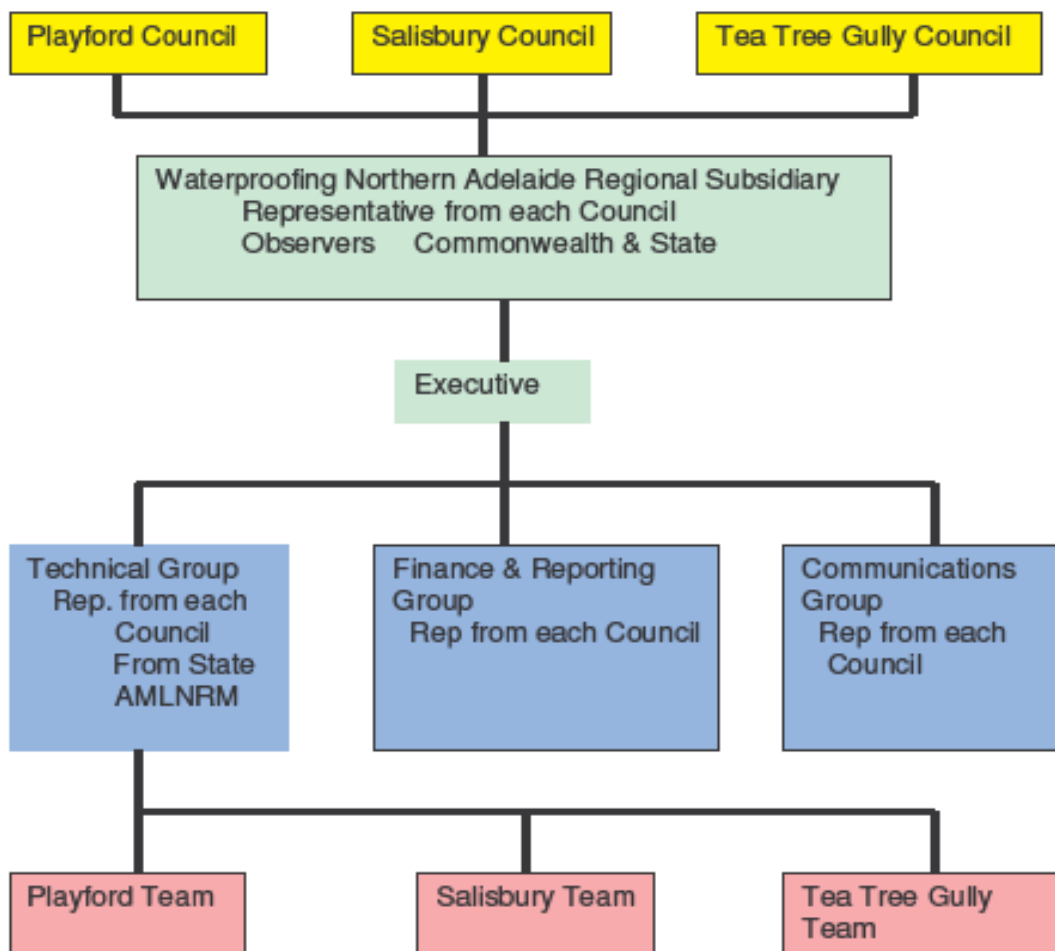 Playford Council
Salisbury Council
Tea Tree Gully Council
Waterproofing Northern Adelaide Regional Subsidiary
Representative from each Council
Observers Commonwealth & State
Executive
Technical Group
Rep. from each
Council
From State
AMLNRM
Finance & Reporting
Group
Rep from each Council
Communications
Group
Rep from each
Council
Playford Team
Salisbury Team
Tea Tree Gully
Team